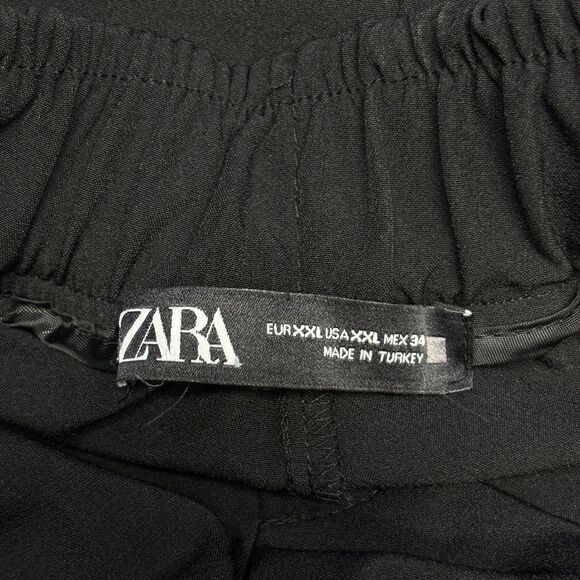 ZARA
EUR XXL USA XXL MEX 34
MADE IN TURKEY